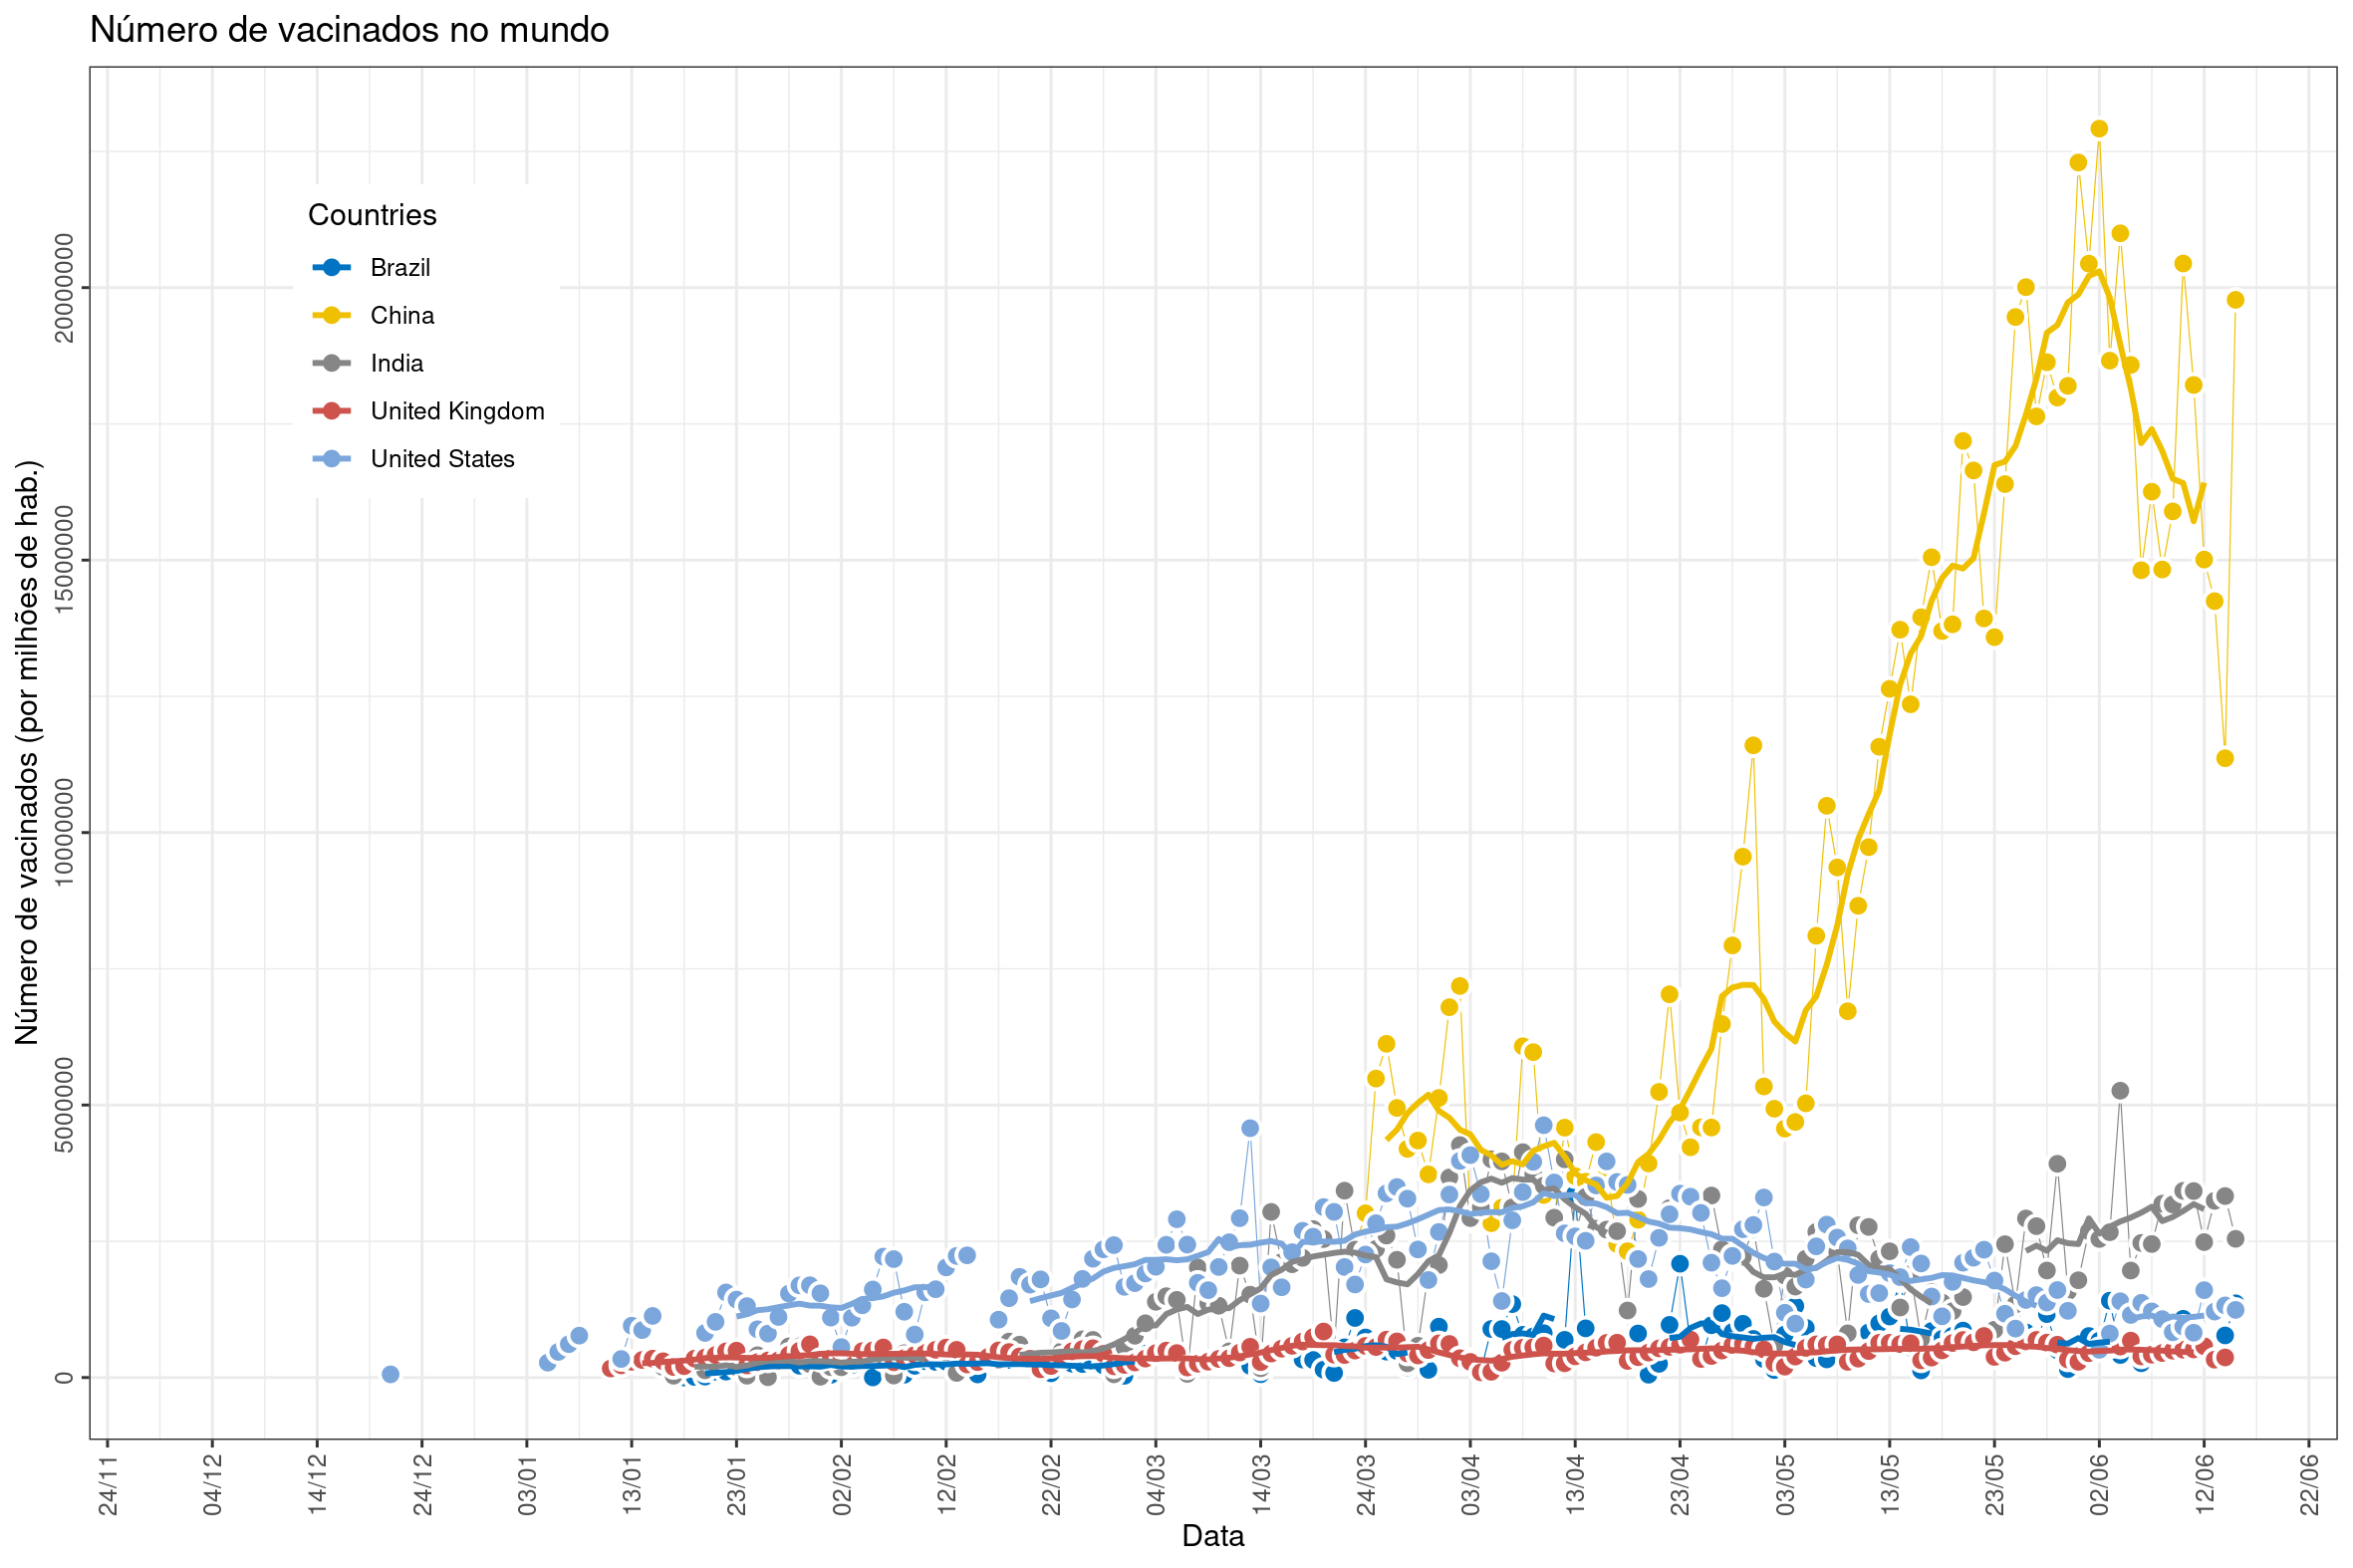 Número de vacinados no mundo
Número de vacinados (por milhões de hab.)
20000000
15000000
10000000
5000000
0
Countries
Brazil
China
India
United Kingdom
United States
24/11 04/12 14/12 24/12 03/01 13/01 23/01 02/02 12/02 22/02 04/03 14/03 24/03 03/04 13/04 23/04 03/05 13/05 23/05 02/06 12/06 22/06
Data